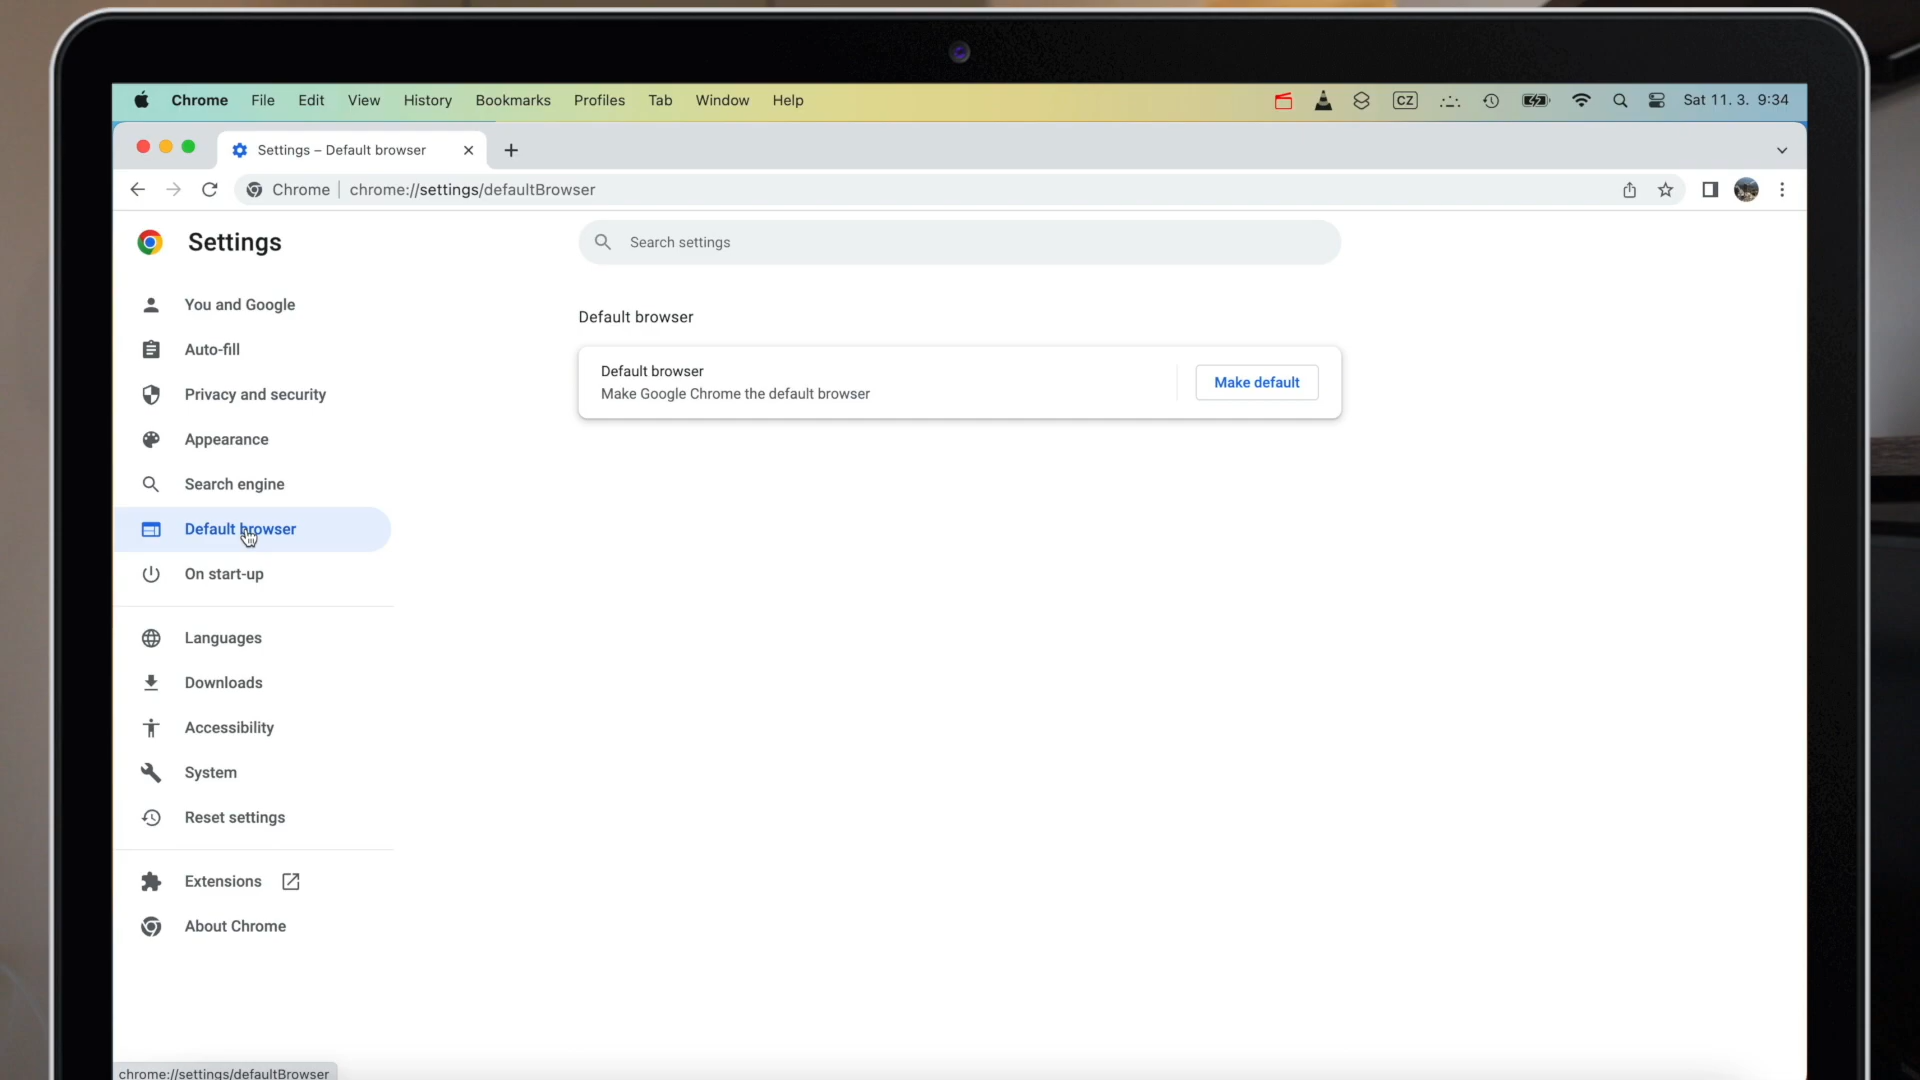 Chrome File Edit View History Bookmarks Profiles Tab Window Help CZ Sat 11. 3. 9:34
Settings – Default browser
Chrome chrome://settings/defaultBrowser
Settings
Search settings
You and Google
Auto-fill
Privacy and security
Appearance
Search engine
Default browser
On start-up
Languages
Downloads
Accessibility
System
Reset settings
Extensions
About Chrome
Default browser
Default browser
Make Google Chrome the default browser
Make default
chrome://settings/defaultBrowser